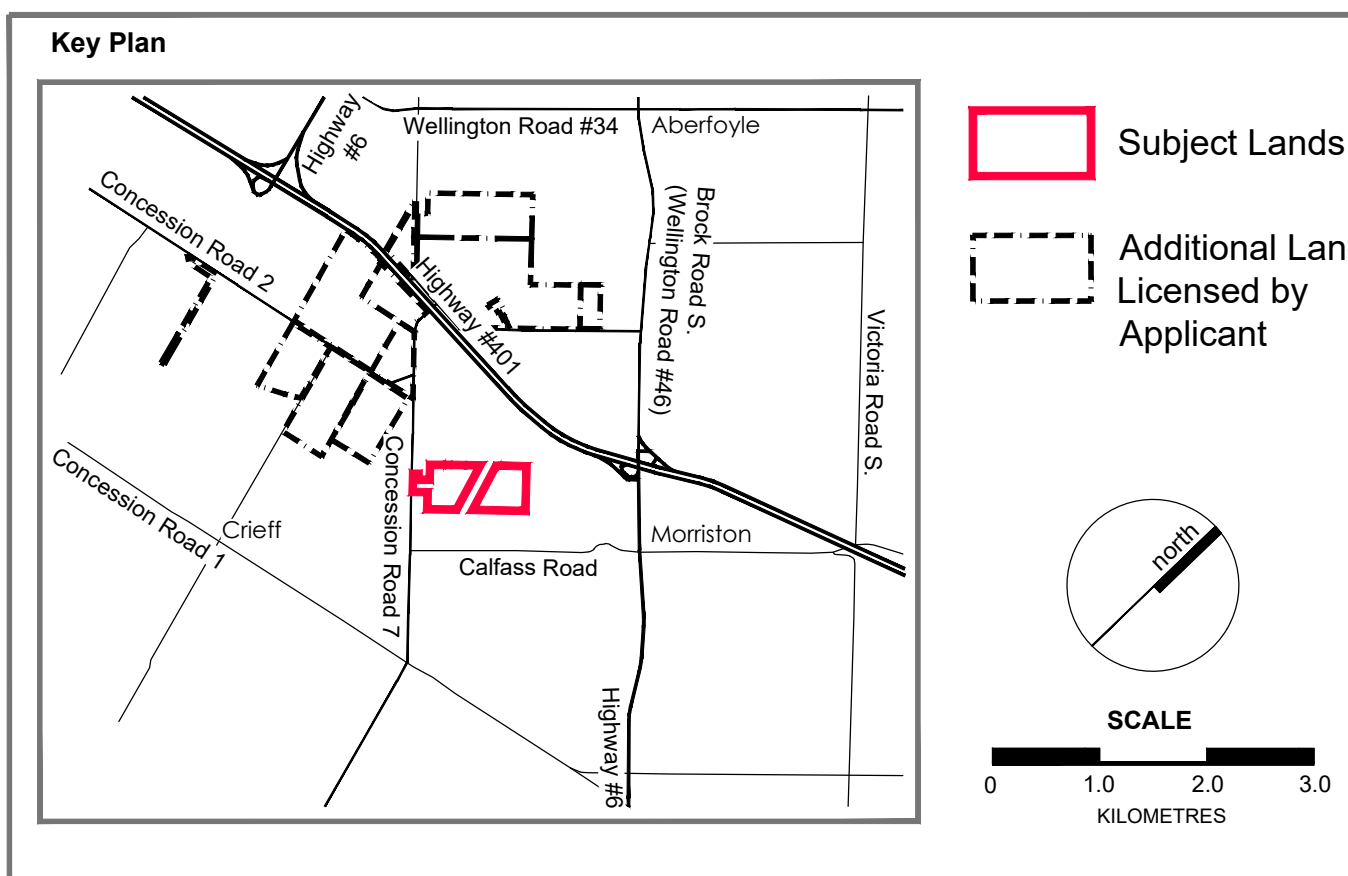 Key Plan
Highway
#6
Wellington Road #34
Aberfoyle
Concession Road 2
Highway #401
Brock Road S.
(Wellington Road #46)
Victoria Road S.
Concession Road 1
Crieff
Concession Road 7
Calfass Road
Morriston
Highway #6
Subject Lands
Additional Lan
Licensed by
Applicant
north
SCALE
0 1.0 2.0 3.0
KILOMETRES